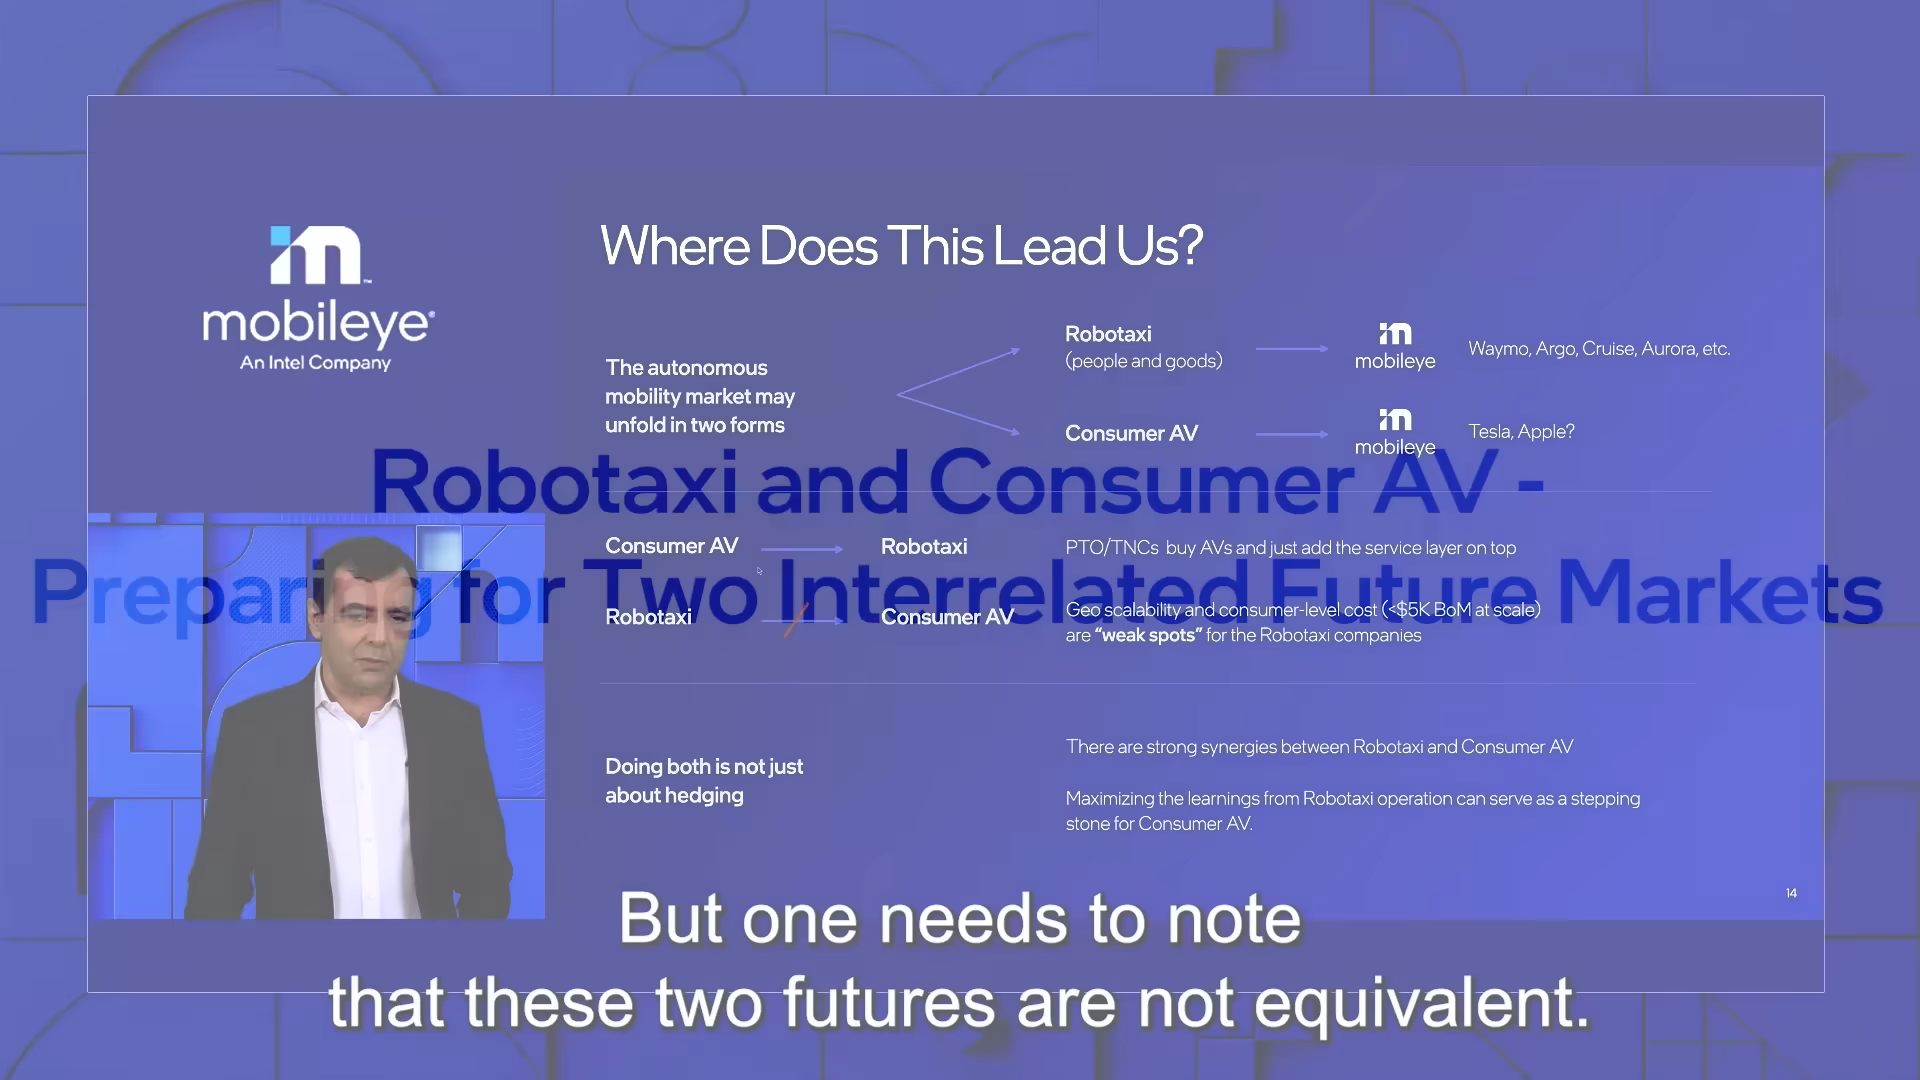 mobileye
An Intel Company
Where Does This Lead Us?
The autonomous
mobility market may
unfold in two forms
Robotaxi
(people and goods)
mobileye
Waymo, Argo, Cruise, Aurora, etc.
Consumer AV
mobileye
Tesla, Apple?
Robotaxi and Consumer AV -
Preparing for Two Interrelated Future Markets
Consumer AV
Robotaxi
PTO/TNCs buy AVs and just add the service layer on top
Robotaxi
Consumer AV
Geo scalability and consumer-level cost (<$5K BoM at scale)
are "weak spots" for the Robotaxi companies
Doing both is not just
about hedging
There are strong synergies between Robotaxi and Consumer AV
Maximizing the learnings from Robotaxi operation can serve as a stepping
stone for Consumer AV.
14
But one needs to note
that these two futures are not equivalent.